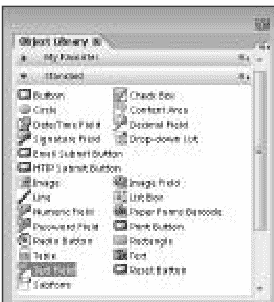 Object Library
My Favorites
Standard
Button Check Box
Circle Content Area
Date/Time Field Decimal Field
Signature Field Drop-down List
Email Submit Button
HTTP Submit Button
Image Image Field
Line List Box
Numeric Field Paper Forms Barcode
Password Field Print Button
Radio Button Rectangle
Table Text
Text Field Reset Button
Subform